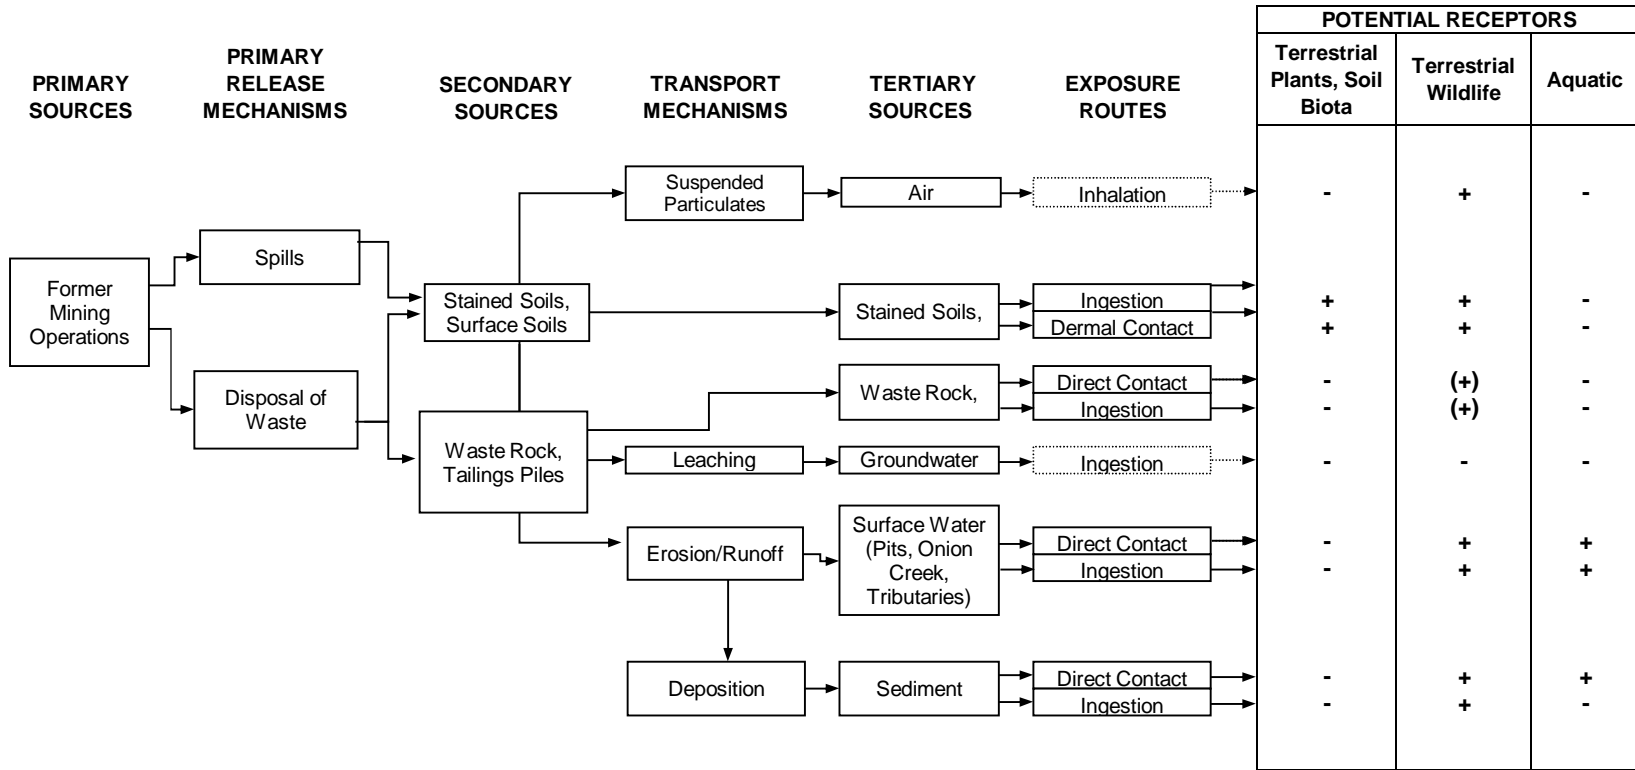 POTENTIAL RECEPTORS
PRIMARY
SOURCES
PRIMARY
RELEASE
MECHANISMS
SECONDARY
SOURCES
TRANSPORT
MECHANISMS
TERTIARY
SOURCES
EXPOSURE
ROUTES
Terrestrial
Plants, Soil
Biota
Terrestrial
Wildlife
Aquatic
Suspended
Particulates
Air
Inhalation
- + -
Spills
Former
Mining
Operations
Stained Soils,
Surface Soils
Stained Soils,
Ingestion
+ + -
Dermal Contact
+ + -
Disposal of
Waste
Waste Rock,
Direct Contact
- (+) -
Ingestion
- (+) -
Waste Rock,
Tailings Piles
Leaching
Groundwater
Ingestion
- - -
Erosion/Runoff
Surface Water
(Pits, Onion
Creek,
Tributaries)
Direct Contact
- + +
Ingestion
- + +
Deposition
Sediment
Direct Contact
- + +
Ingestion
- + -